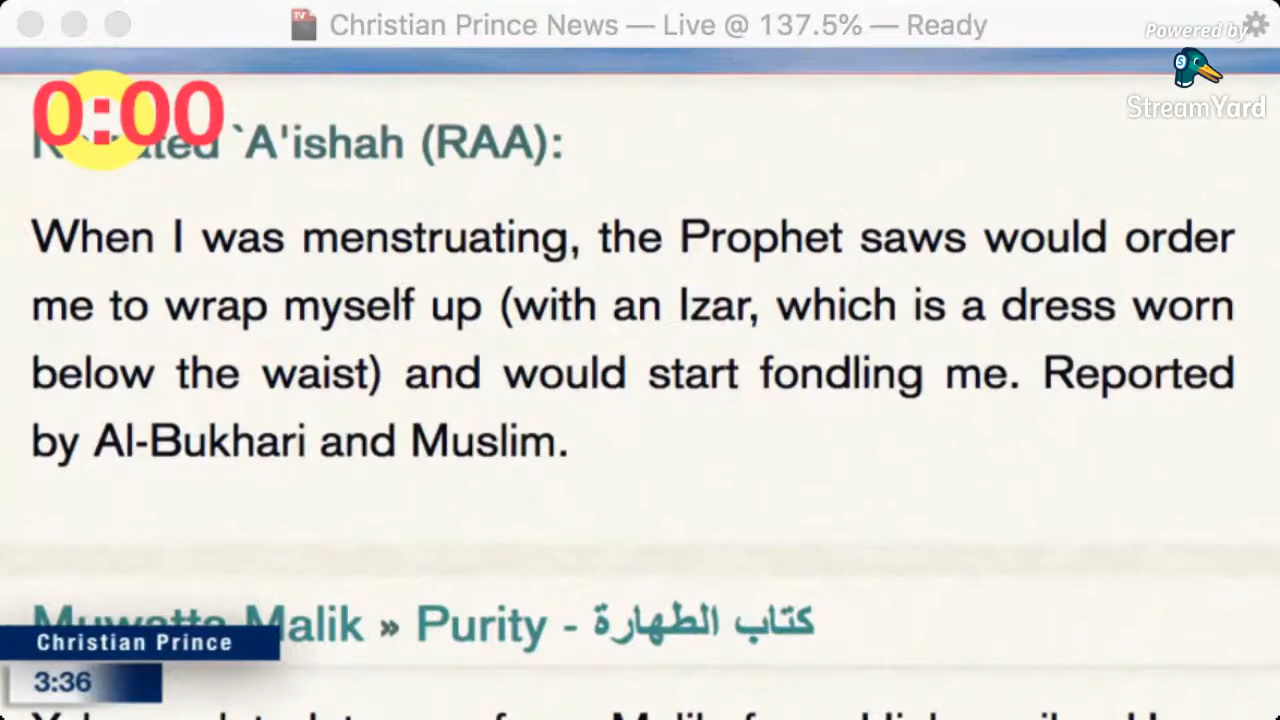 Christian Prince News — Live @ 137.5% — Ready
Powered by
StreamYard
0:00
`A'ishah (RAA):
When I was menstruating, the Prophet saws would order
me to wrap myself up (with an Izar, which is a dress worn
below the waist) and would start fondling me. Reported
by Al-Bukhari and Muslim.
Muwatta Malik » Purity - كتاب الطهارة
Christian Prince
3:36